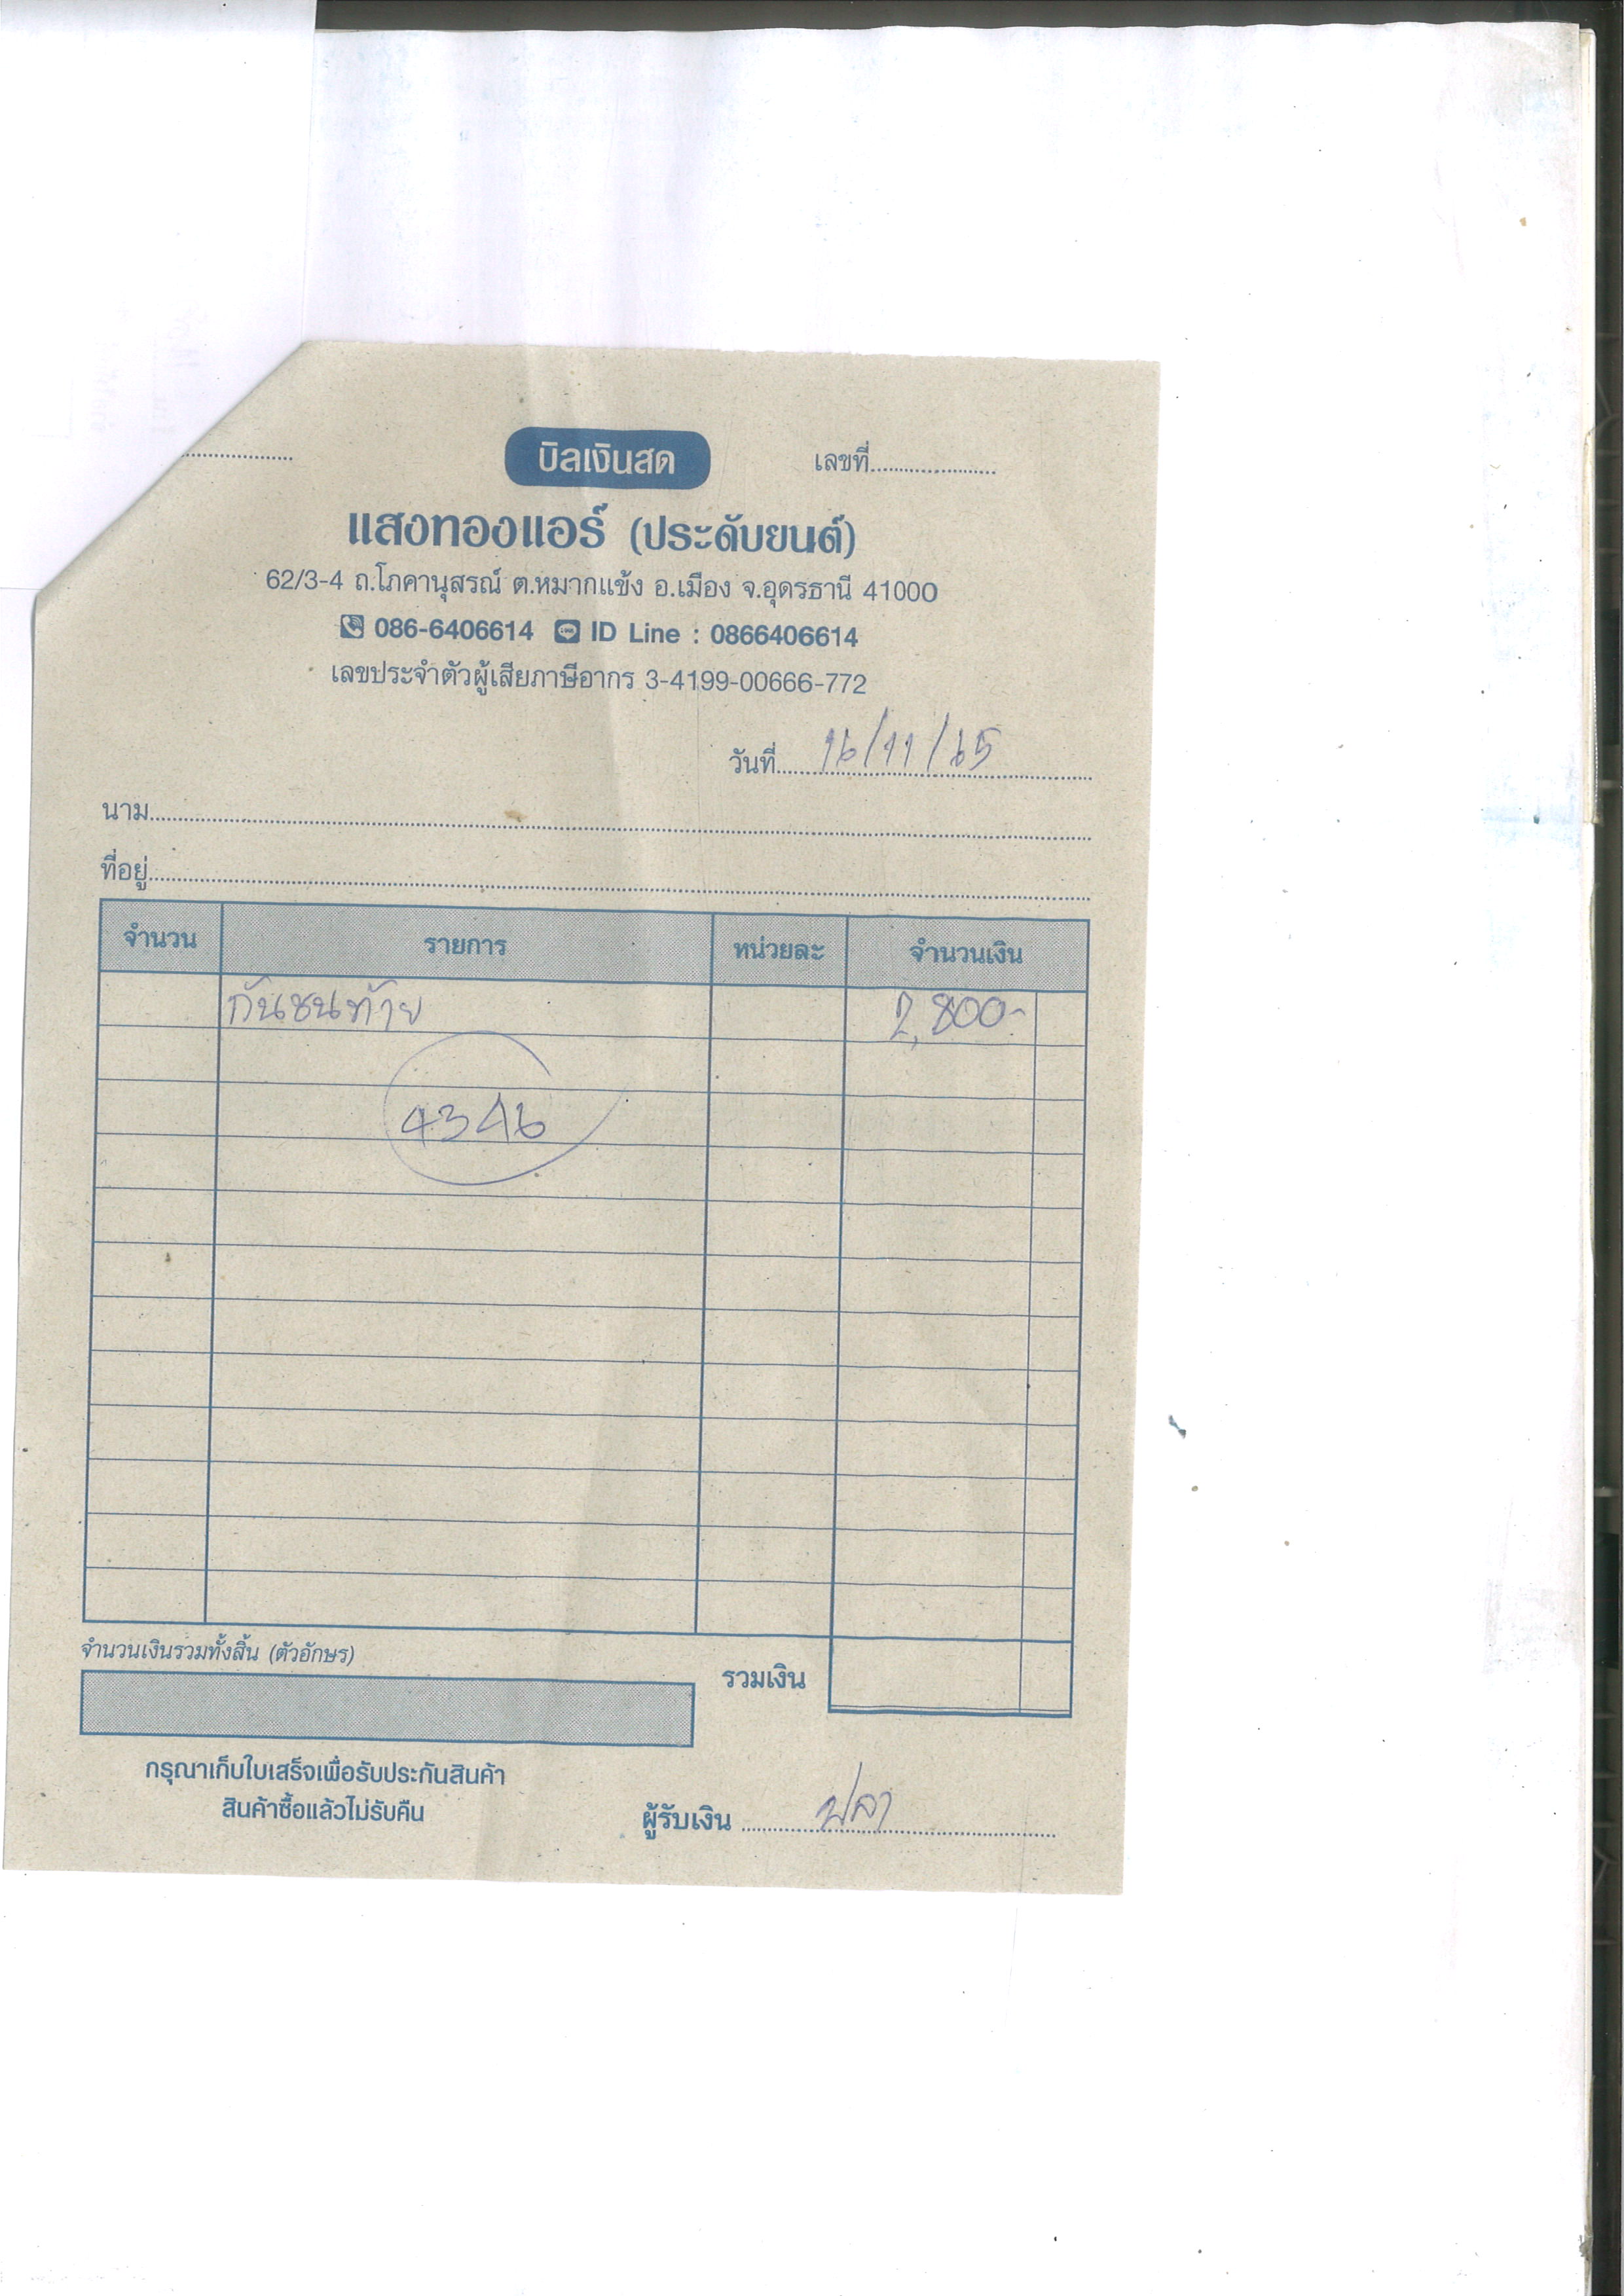 บิลเงินสด เลขที่
แสงทองแอร์ (ประดับยนต์)
62/3-4 ถ.โภคานุสรณ์ ต.หมากแข้ง อ.เมือง จ.อุดรธานี 41000
086-6406614 ID Line : 0866406614
เลขประจำตัวผู้เสียภาษีอากร 3-4199-00666-772
วันที่ 16/11/65
นาม
ที่อยู่
จำนวน รายการ หน่วยละ จำนวนเงิน
กันชนท้าย 2,800-
4346
จำนวนเงินรวมทั้งสิ้น (ตัวอักษร)
รวมเงิน
กรุณาเก็บใบเสร็จเพื่อรับประกันสินค้า
สินค้าซื้อแล้วไม่รับคืน
ผู้รับเงิน ปลา